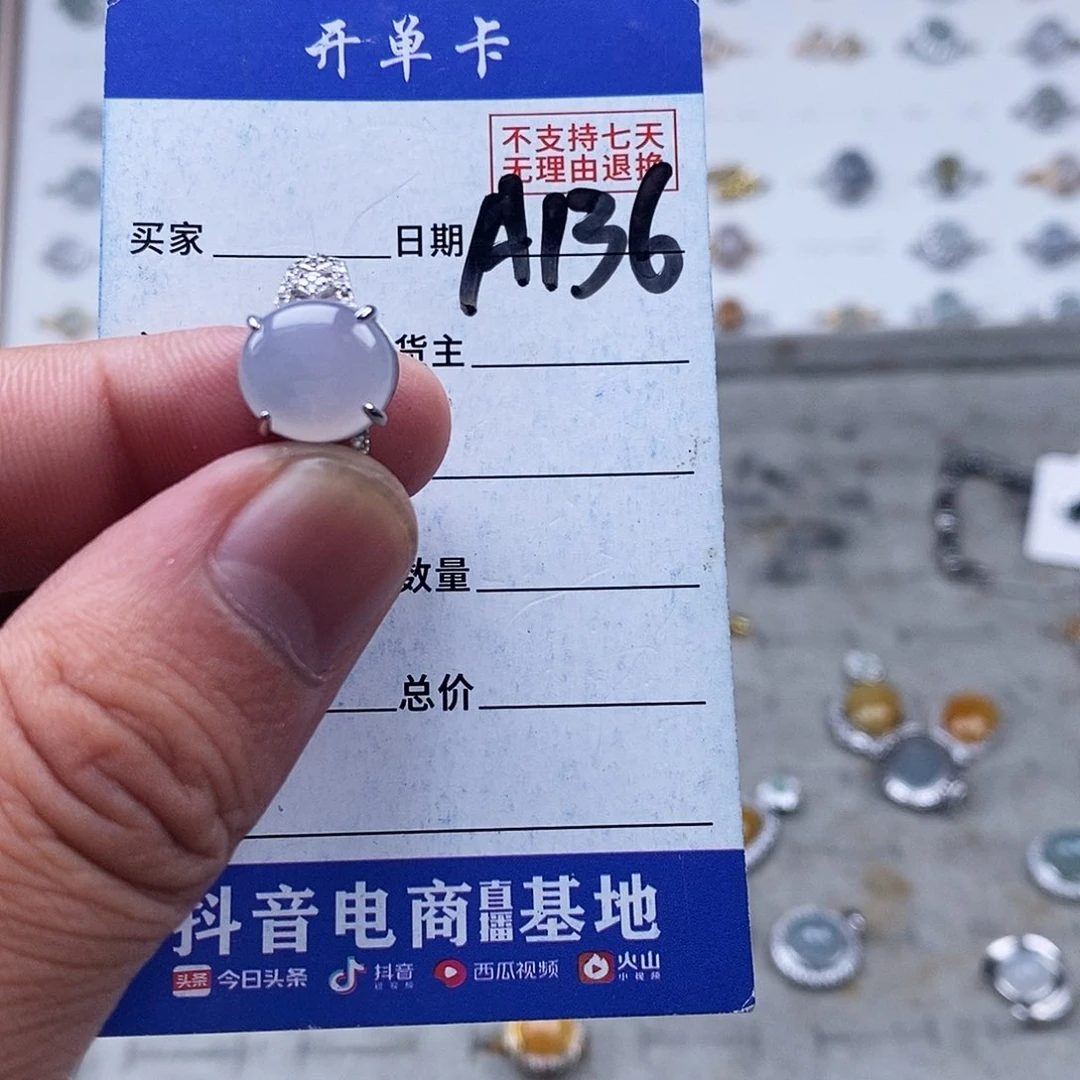 开单卡
不支持七天
无理由退换
买家 日期 A136
货主
数量
总价
抖音电商直播基地
头条 今日头条 抖音 西瓜视频 火山